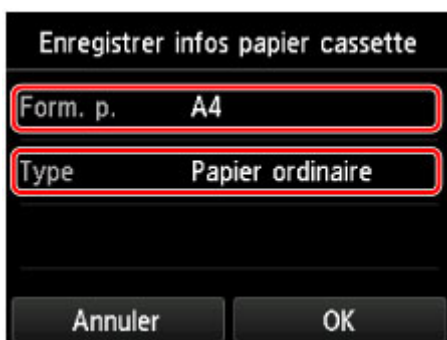 Enregistrer infos papier cassette
Form. p. A4
Type Papier ordinaire
Annuler OK